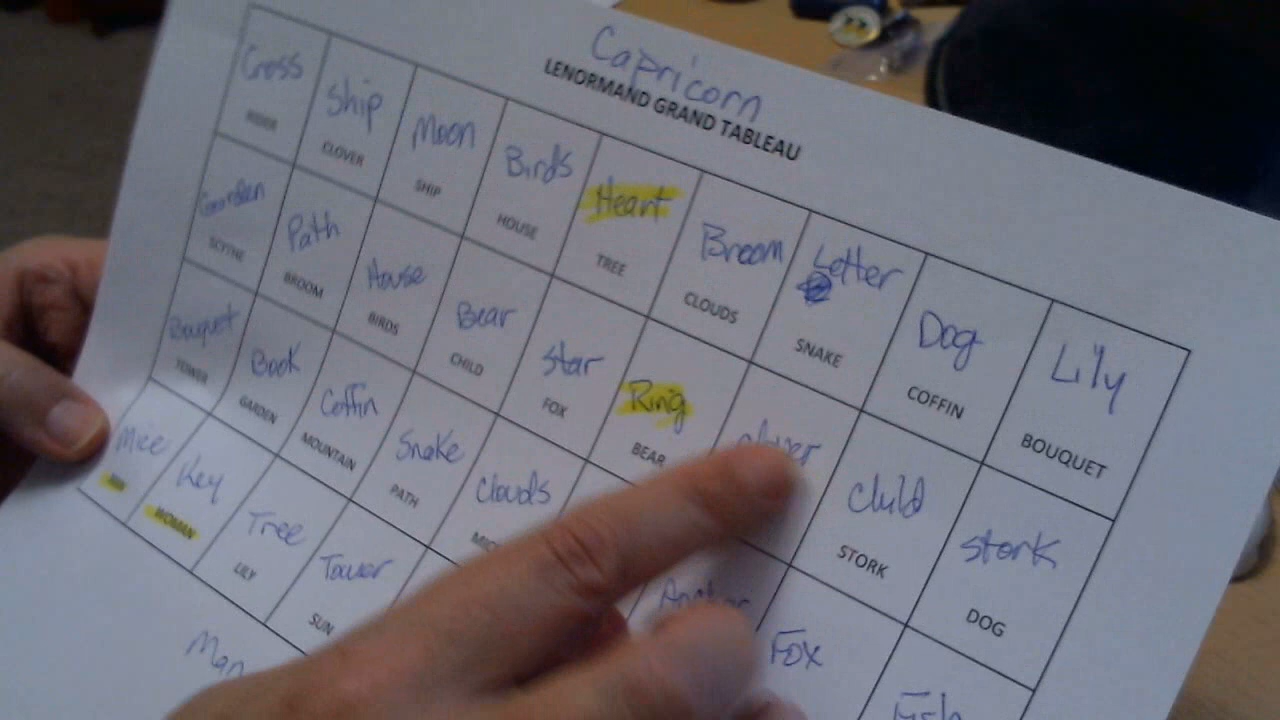 Capricorn
LENORMAND GRAND TABLEAU
Cross
RIDER
Ship
CLOVER
Moon
SHIP
Birds
HOUSE
Heart
TREE
Broom
CLOUDS
Letter
SNAKE
Dog
COFFIN
Lily
BOUQUET
Garden
SCYTHE
Path
BROOM
House
BIRDS
Bear
CHILD
Star
FOX
Ring
BEAR
Child
STORK
Stork
DOG
Bouquet
TOWER
Book
GARDEN
Coffin
MOUNTAIN
Snake
PATH
Clouds
Fox
Mice
Key
WOMAN
Tree
LILY
Tower
SUN
Man